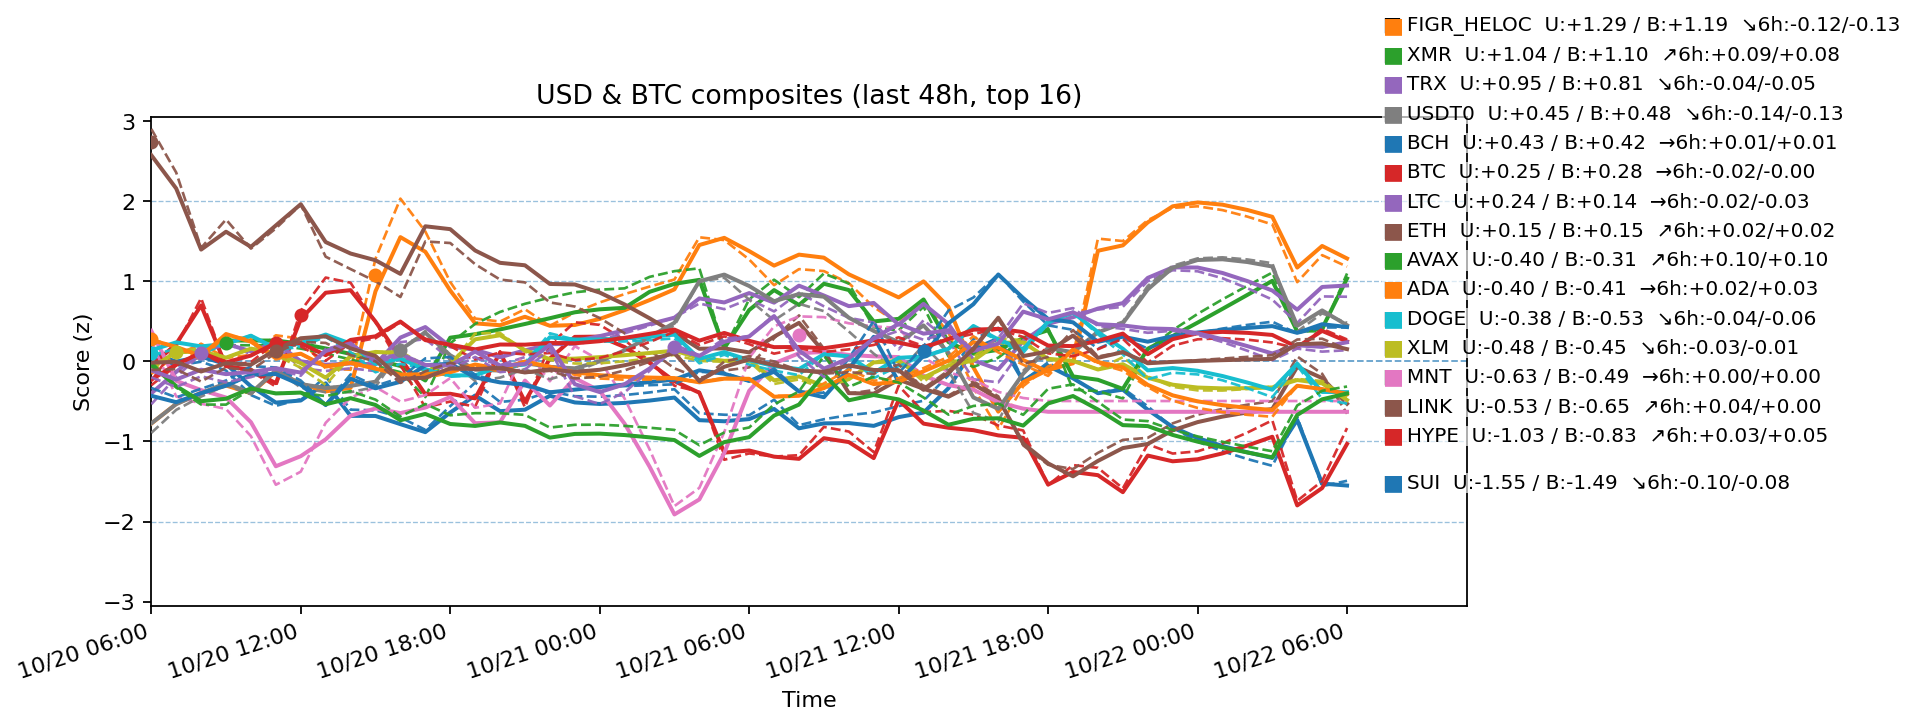 FIGR_HELOC  U:+1.29 / B:+1.19  ↘6h:-0.12/-0.13
XMR  U:+1.04 / B:+1.10  ↗6h:+0.09/+0.08
TRX  U:+0.95 / B:+0.81  ↘6h:-0.04/-0.05
USDT0  U:+0.45 / B:+0.48  ↘6h:-0.14/-0.13
BCH  U:+0.43 / B:+0.42  →6h:+0.01/+0.01
BTC  U:+0.25 / B:+0.28  →6h:-0.02/-0.00
LTC  U:+0.24 / B:+0.14  →6h:-0.02/-0.03
ETH  U:+0.15 / B:+0.15  ↗6h:+0.02/+0.02
AVAX  U:-0.40 / B:-0.31  ↗6h:+0.10/+0.10
ADA  U:-0.40 / B:-0.41  →6h:+0.02/+0.03
DOGE  U:-0.38 / B:-0.53  ↘6h:-0.04/-0.06
XLM  U:-0.48 / B:-0.45  ↘6h:-0.03/-0.01
MNT  U:-0.63 / B:-0.49  →6h:+0.00/+0.00
LINK  U:-0.53 / B:-0.65  ↗6h:+0.04/+0.00
HYPE  U:-1.03 / B:-0.83  ↗6h:+0.03/+0.05
SUI  U:-1.55 / B:-1.49  ↘6h:-0.10/-0.08
USD & BTC composites (last 48h, top 16)
Score (z)
3
2
1
0
−1
−2
−3
10/20 06:00
10/20 12:00
10/20 18:00
10/21 00:00
10/21 06:00
10/21 12:00
10/21 18:00
10/22 00:00
10/22 06:00
Time